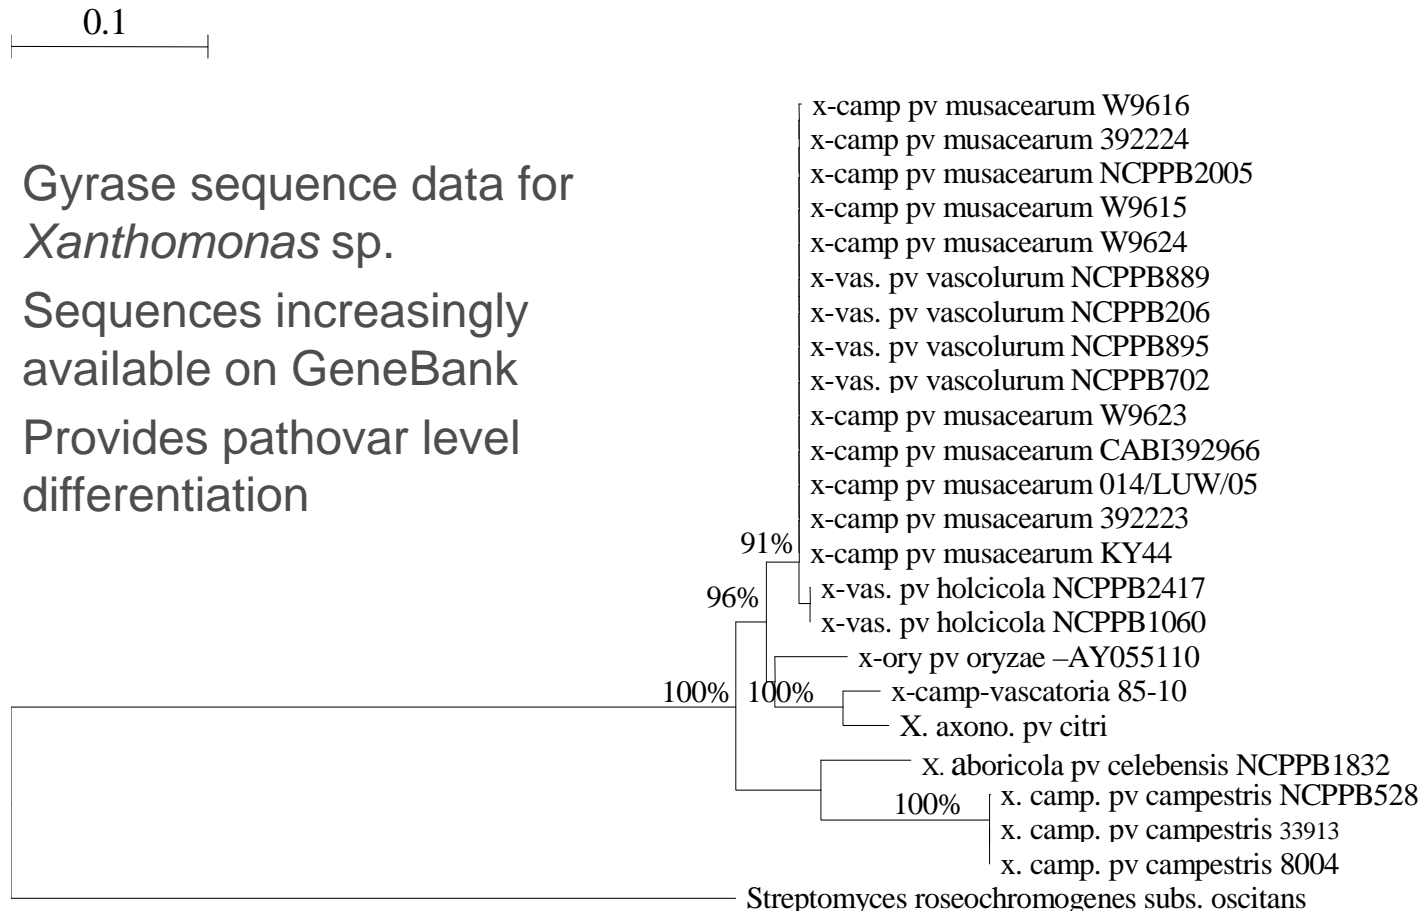 0.1
Gyrase sequence data for
Xanthomonas sp.
Sequences increasingly
available on GeneBank
Provides pathovar level
differentiation
x-camp pv musacearum W9616
x-camp pv musacearum 392224
x-camp pv musacearum NCPPB2005
x-camp pv musacearum W9615
x-camp pv musacearum W9624
x-vas. pv vascolurum NCPPB889
x-vas. pv vascolurum NCPPB206
x-vas. pv vascolurum NCPPB895
x-vas. pv vascolurum NCPPB702
x-camp pv musacearum W9623
x-camp pv musacearum CABI392966
x-camp pv musacearum 014/LUW/05
x-camp pv musacearum 392223
91%
x-camp pv musacearum KY44
x-vas. pv holcicola NCPPB2417
96%
x-vas. pv holcicola NCPPB1060
x-ory pv oryzae –AY055110
100% 100%
x-camp-vascatoria 85-10
X. axono. pv citri
x. aboricola pv celebensis NCPPB1832
100%
x. camp. pv campestris NCPPB528
x. camp. pv campestris 33913
x. camp. pv campestris 8004
Streptomyces roseochromogenes subs. oscitans